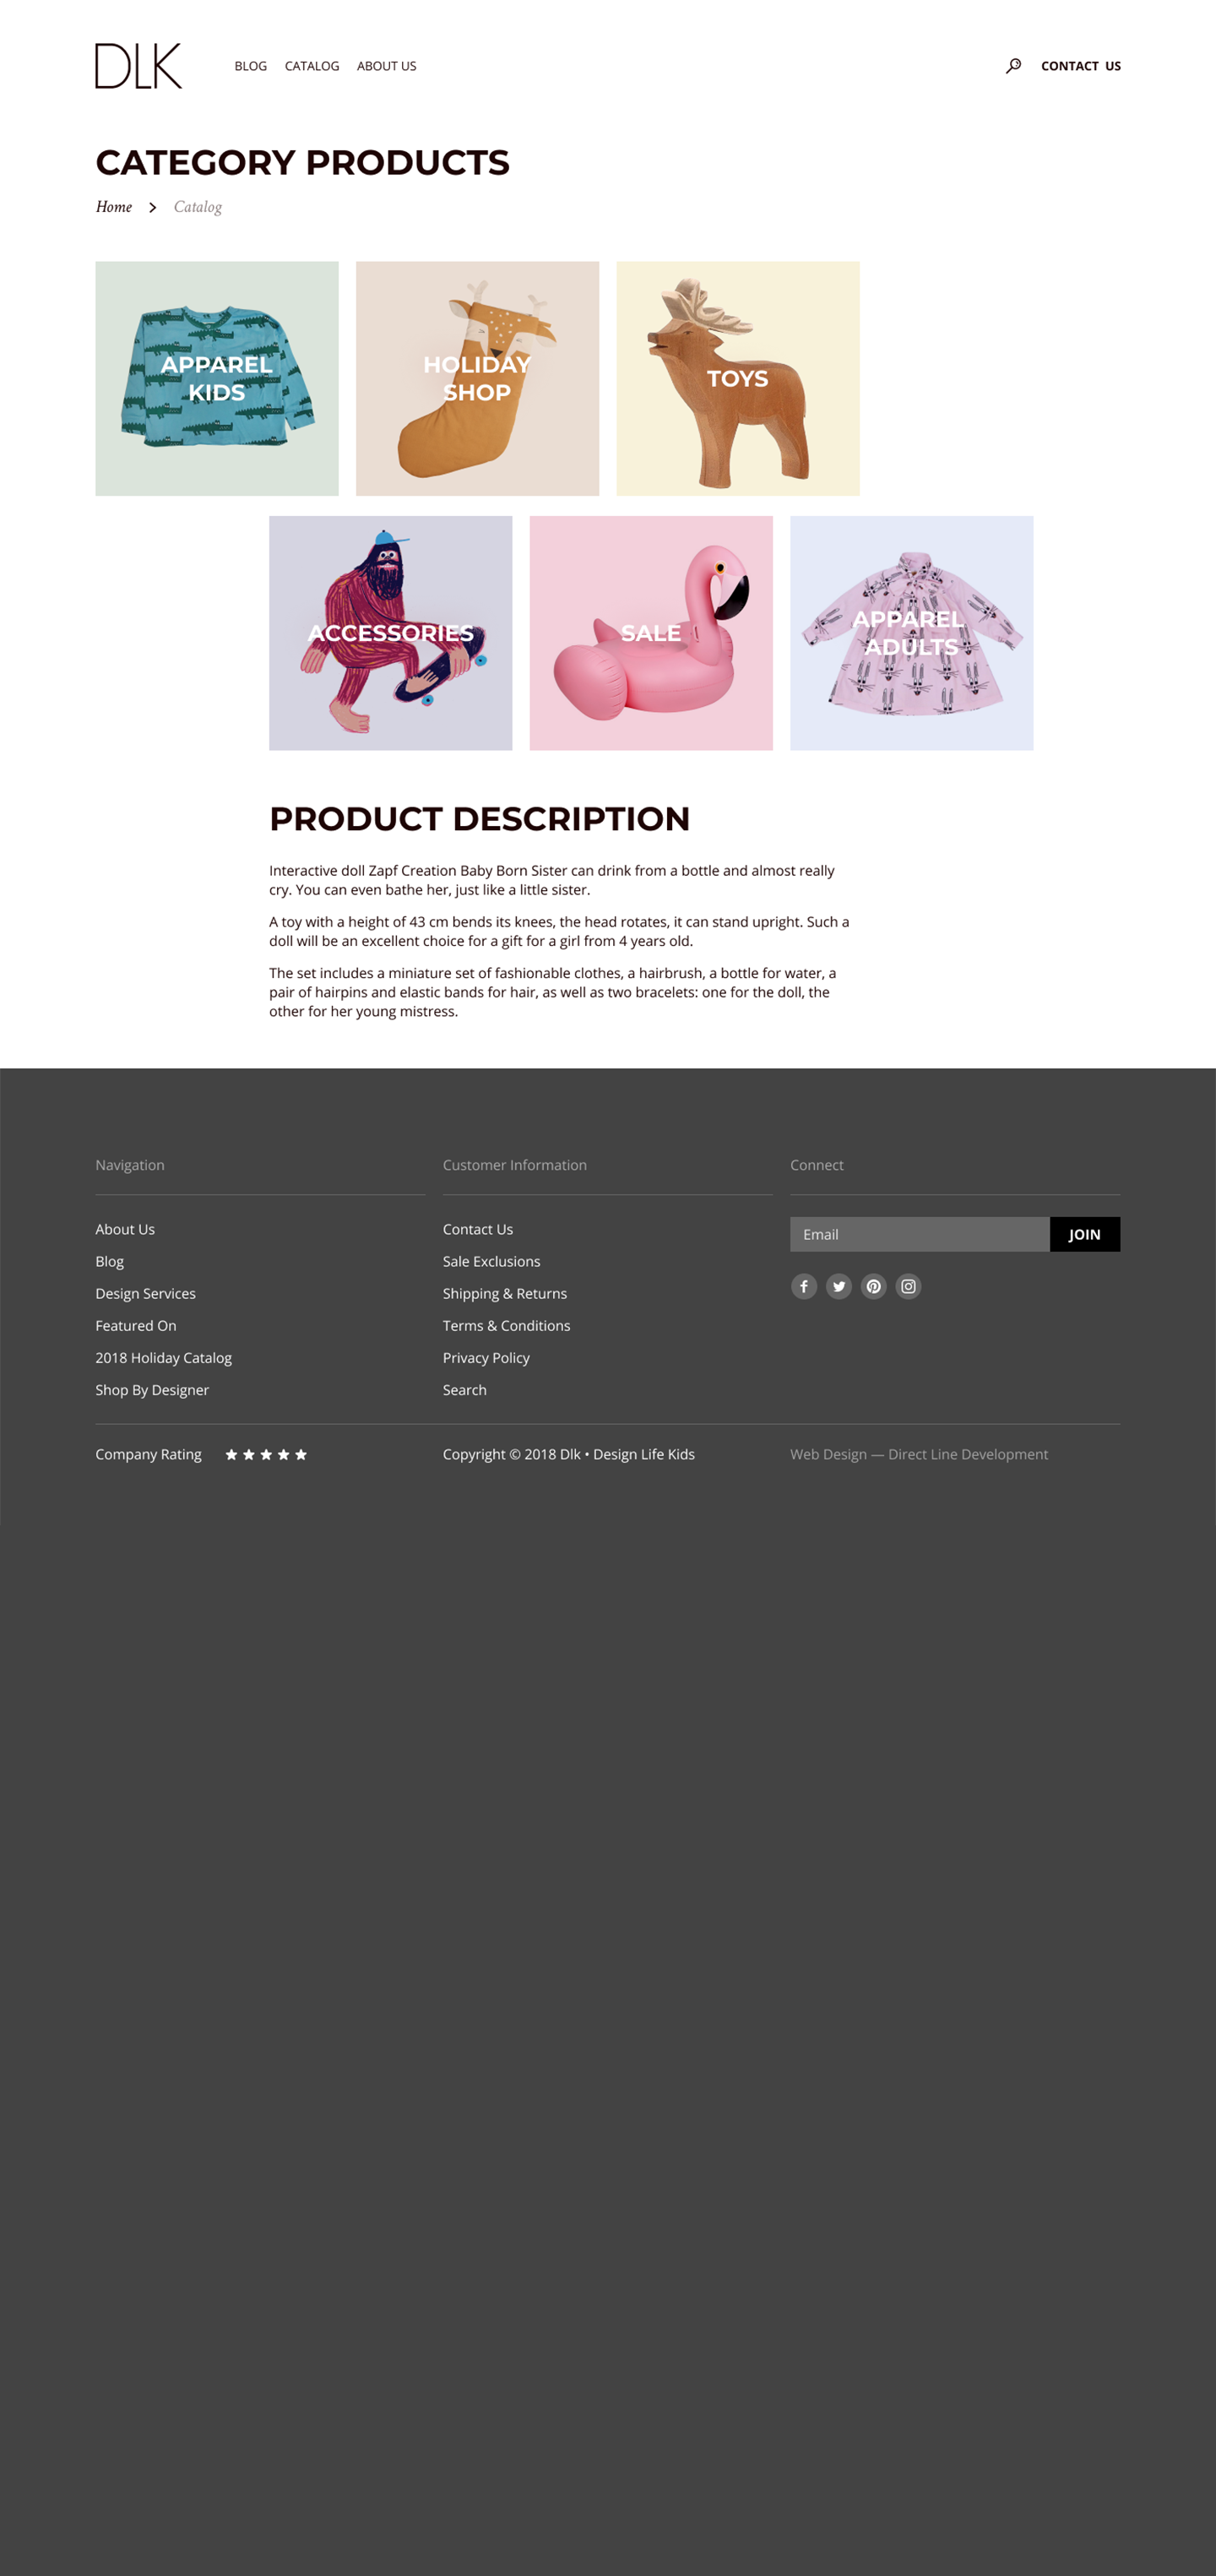 DLK
BLOG CATALOG ABOUT US
CONTACT US
CATEGORY PRODUCTS
Home > Catalog
APPAREL
KIDS
HOLIDAY
SHOP
TOYS
ACCESSORIES
SALE
APPAREL
ADULTS
PRODUCT DESCRIPTION
Interactive doll Zapf Creation Baby Born Sister can drink from a bottle and almost really
cry. You can even bathe her, just like a little sister.
A toy with a height of 43 cm bends its knees, the head rotates, it can stand upright. Such a
doll will be an excellent choice for a gift for a girl from 4 years old.
The set includes a miniature set of fashionable clothes, a hairbrush, a bottle for water, a
pair of hairpins and elastic bands for hair, as well as two bracelets: one for the doll, the
other for her young mistress.
Navigation
About Us
Blog
Design Services
Featured On
2018 Holiday Catalog
Shop By Designer
Customer Information
Contact Us
Sale Exclusions
Shipping & Returns
Terms & Conditions
Privacy Policy
Search
Connect
Email
JOIN
Company Rating ★ ★ ★ ★ ★
Copyright © 2018 Dlk • Design Life Kids
Web Design — Direct Line Development